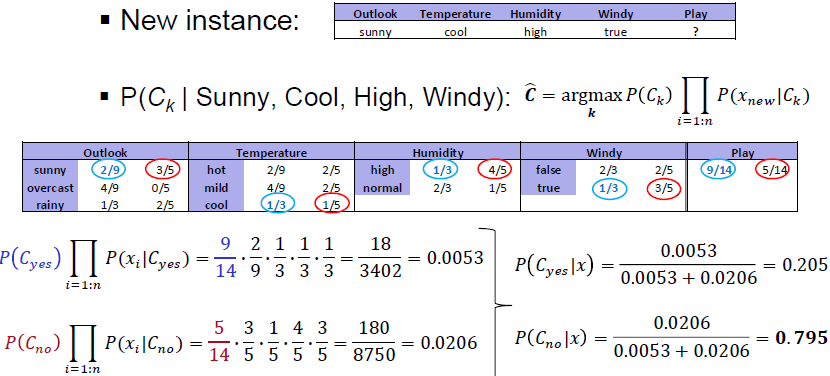 ▪ New instance:
Outlook Temperature Humidity Windy Play
sunny cool high true ?
▪ P(Cₖ | Sunny, Cool, High, Windy): Ĉ = argmax P(Cₖ) ∏ P(xₙₑw|Cₖ)
k i=1:n
Outlook Temperature Humidity Windy Play
sunny 2/9 3/5 hot 2/9 2/5 high 1/3 4/5 false 2/3 2/5 9/14 5/14
overcast 4/9 0/5 mild 4/9 2/5 normal 2/3 1/5 true 1/3 3/5
rainy 1/3 2/5 cool 1/3 1/5
P(C_yes) ∏ P(x_i|C_yes) = 9/14 · 2/9 · 1/3 · 1/3 · 1/3 = 18/3402 = 0.0053
i=1:n
P(C_yes|x) = 0.0053/(0.0053 + 0.0206) = 0.205
P(C_no) ∏ P(x_i|C_no) = 5/14 · 3/5 · 1/5 · 4/5 · 3/5 = 180/8750 = 0.0206
i=1:n
P(C_no|x) = 0.0206/(0.0053 + 0.0206) = 0.795